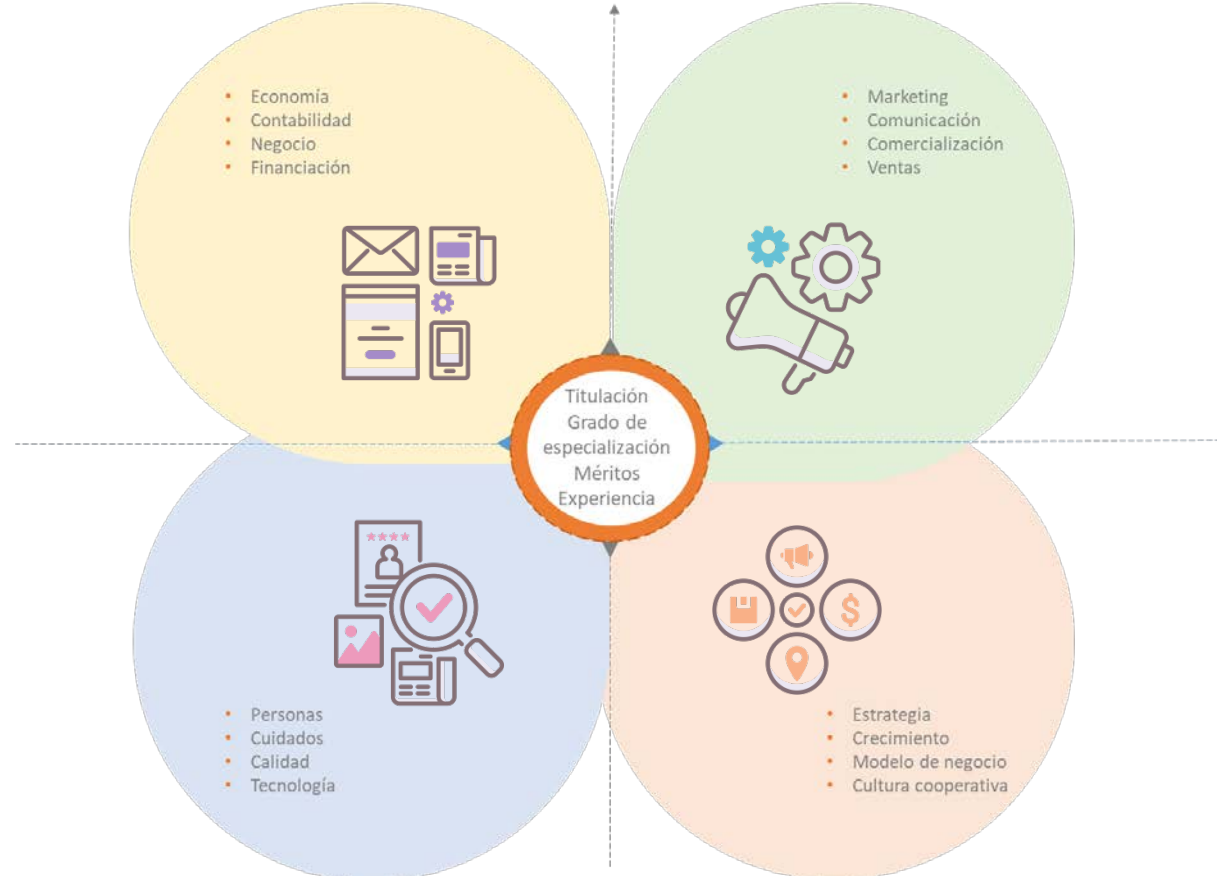 Economía
Contabilidad
Negocio
Financiación
Marketing
Comunicación
Comercialización
Ventas
Titulación
Grado de
especialización
Méritos
Experiencia
Personas
Cuidados
Calidad
Tecnología
Estrategia
Crecimiento
Modelo de negocio
Cultura cooperativa